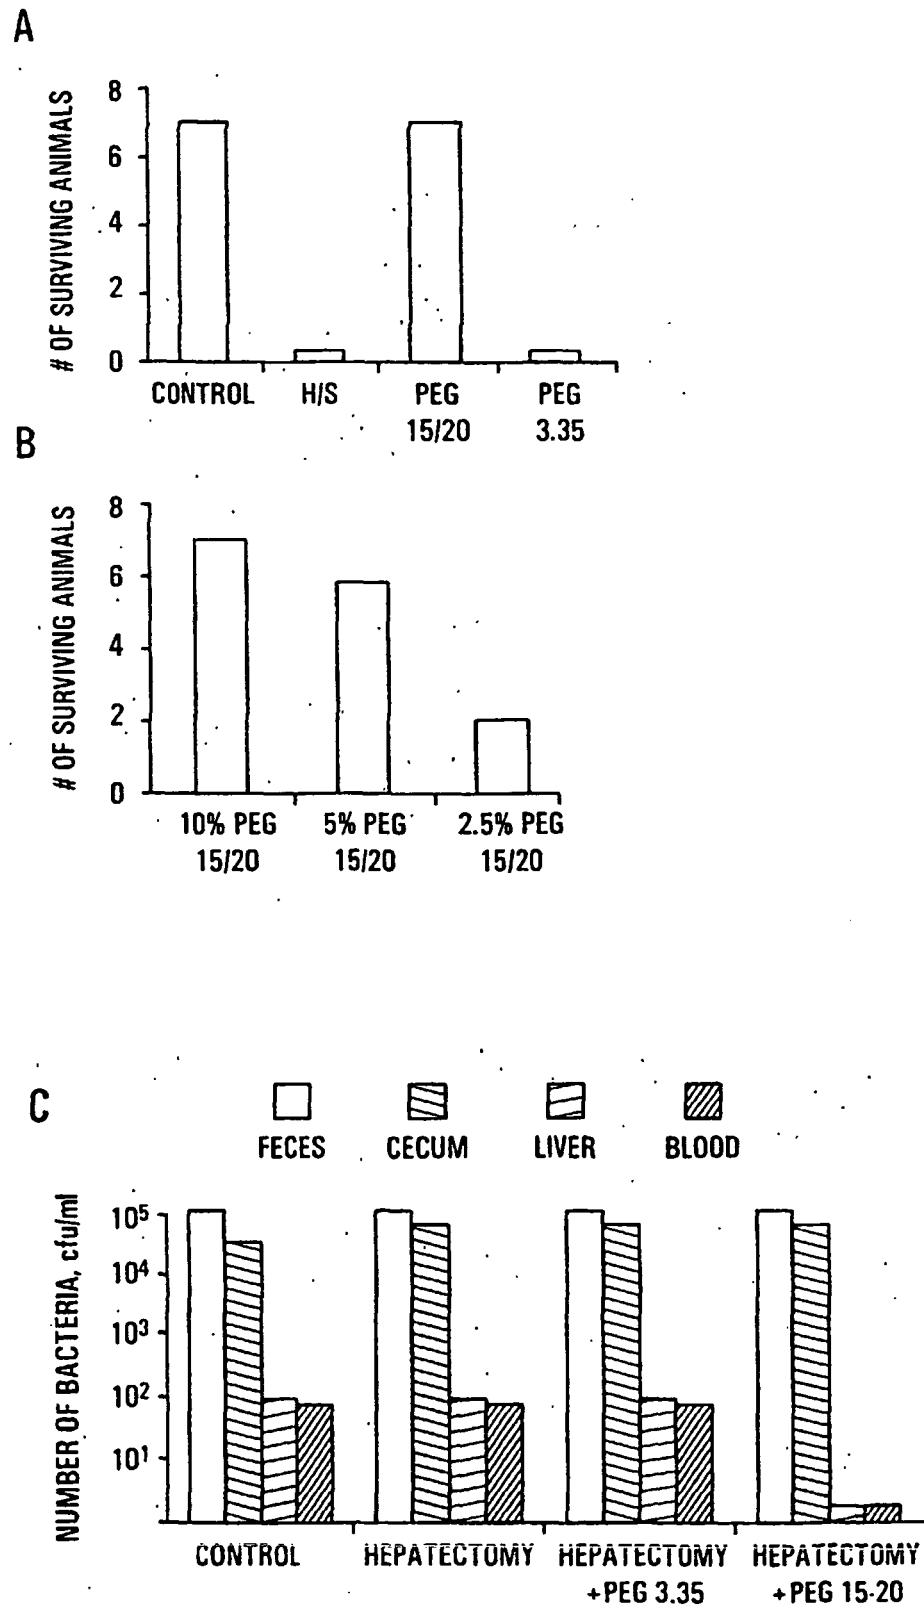 A
# OF SURVIVING ANIMALS
8
6
4
2
0
CONTROL H/S PEG PEG
15/20 3.35
B
# OF SURVIVING ANIMALS
8
6
4
2
0
10% PEG 5% PEG 2.5% PEG
15/20 15/20 15/20
C
FECES CECUM LIVER BLOOD
NUMBER OF BACTERIA, cfu/ml
10⁵
10⁴
10³
10²
10¹
CONTROL HEPATECTOMY HEPATECTOMY HEPATECTOMY
+PEG 3.35 +PEG 15-20